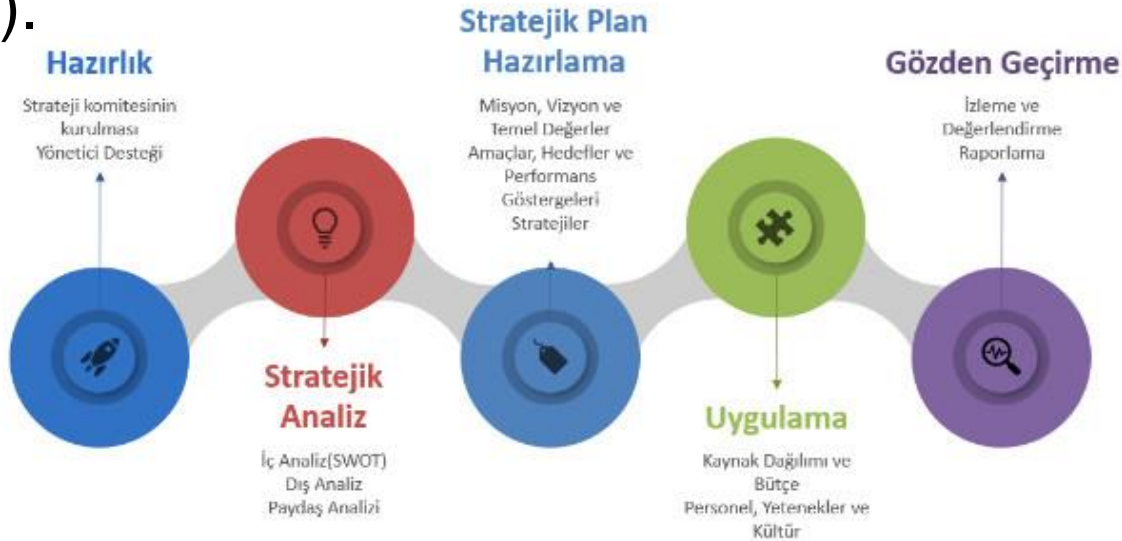 ).
Hazırlık
Strateji komitesinin
kurulması
Yönetici Desteği
Stratejik
Analiz
İç Analiz(SWOT)
Dış Analiz
Paydaş Analizi
Stratejik Plan
Hazırlama
Misyon, Vizyon ve
Temel Değerler
Amaçlar, Hedefler ve
Performans
Göstergeleri
Stratejiler
Uygulama
Kaynak Dağılımı ve
Bütçe
Personel, Yetenekler ve
Kültür
Gözden Geçirme
İzleme ve
Değerlendirme
Raporlama